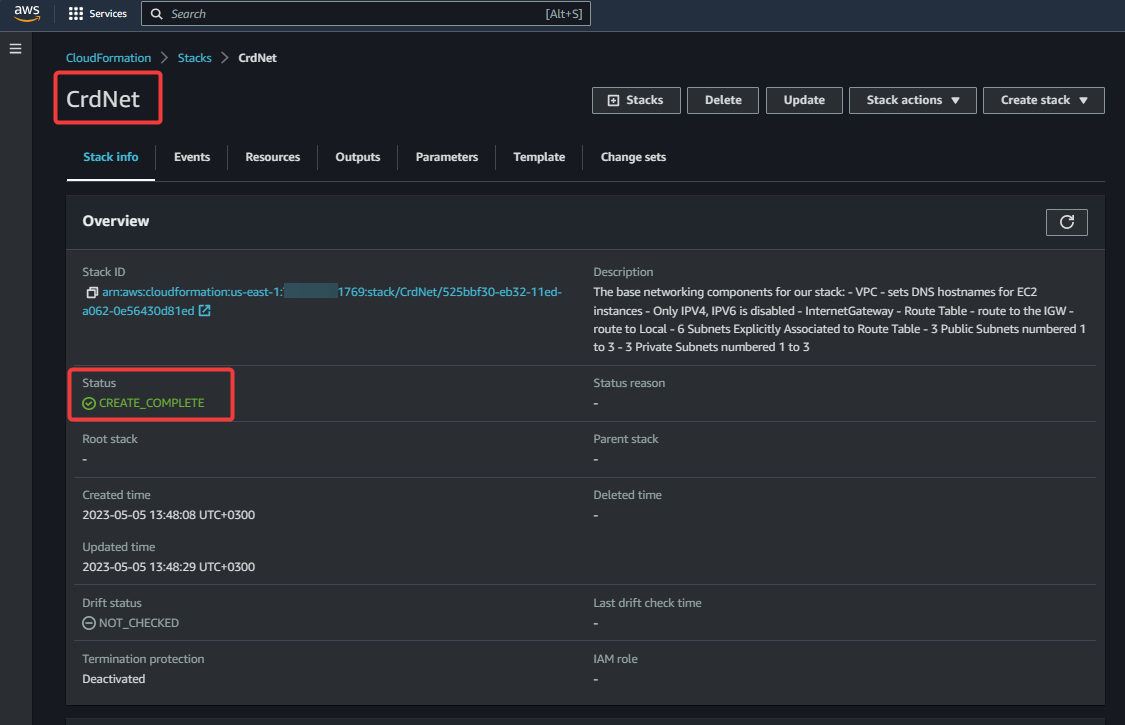 aws Services Search [Alt+S]
CloudFormation > Stacks > CrdNet
CrdNet
Stacks Delete Update Stack actions ▼ Create stack ▼
Stack info Events Resources Outputs Parameters Template Change sets
Overview
Stack ID
arn:aws:cloudformation:us-east-1: 1769:stack/CrdNet/525bbf30-eb32-11ed-
a062-0e56430d81ed
Description
The base networking components for our stack: - VPC - sets DNS hostnames for EC2
instances - Only IPV4, IPV6 is disabled - InternetGateway - Route Table - route to the IGW -
route to Local - 6 Subnets Explicitly Associated to Route Table - 3 Public Subnets numbered 1
to 3 - 3 Private Subnets numbered 1 to 3
Status
CREATE_COMPLETE
Status reason
-
Root stack
-
Parent stack
-
Created time
2023-05-05 13:48:08 UTC+0300
Deleted time
-
Updated time
2023-05-05 13:48:29 UTC+0300
Drift status
NOT_CHECKED
Last drift check time
-
Termination protection
Deactivated
IAM role
-